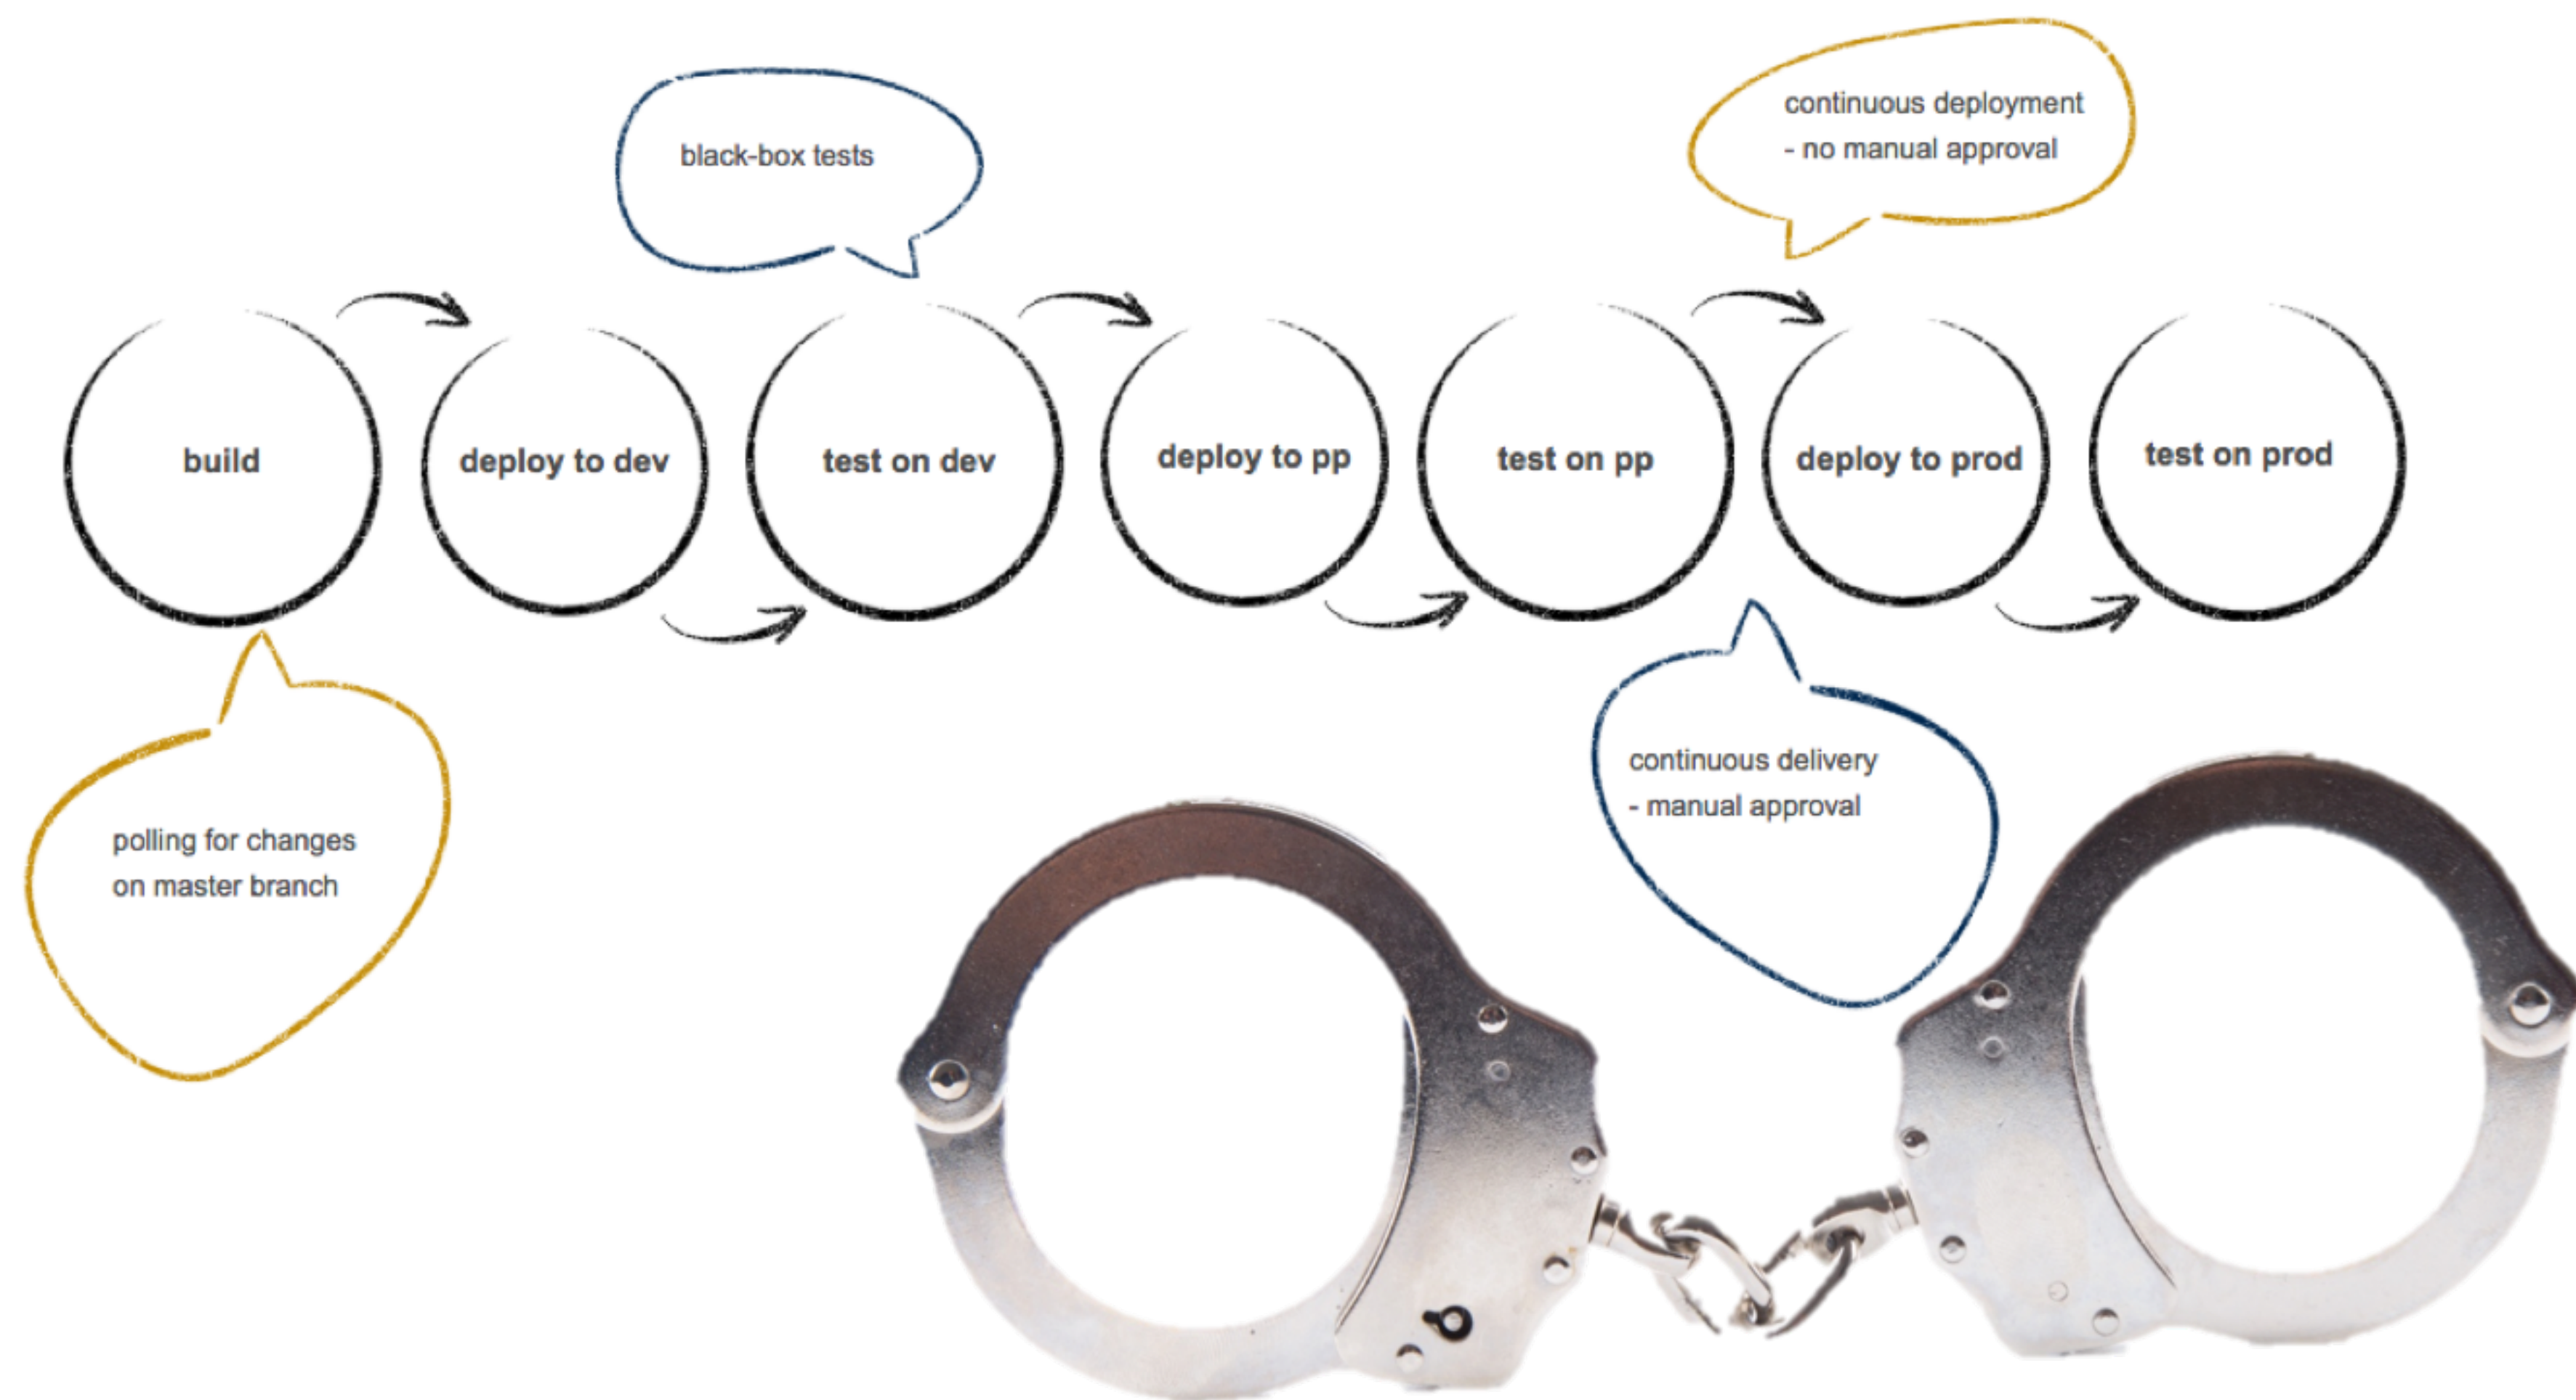 black-box tests
continuous deployment
- no manual approval
build
deploy to dev
test on dev
deploy to pp
test on pp
deploy to prod
test on prod
polling for changes
on master branch
continuous delivery
- manual approval